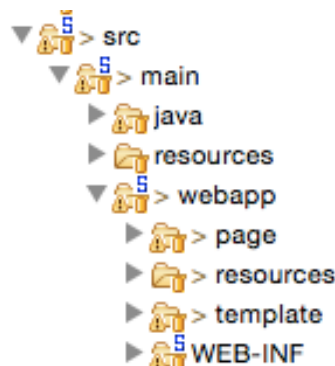 > src
> main
java
resources
> webapp
> page
> resources
> template
WEB-INF